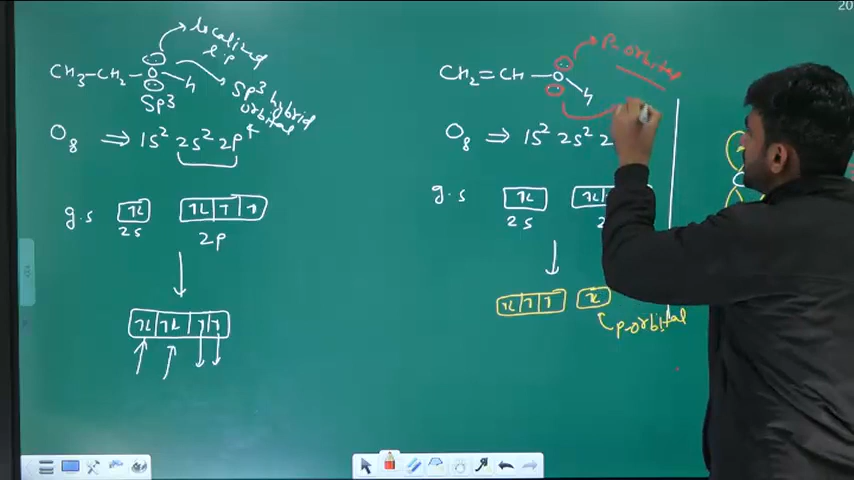 20
localized
l.p
CH3-CH2-O-H
Sp3
Sp3 hybrid
orbital
O8 ⇒ 1s² 2s² 2p⁴
g.s
2s
2p
P-orbital
CH2=CH-O-H
O8 ⇒ 1s² 2s² 2
g.s
2s
2
p-orbital